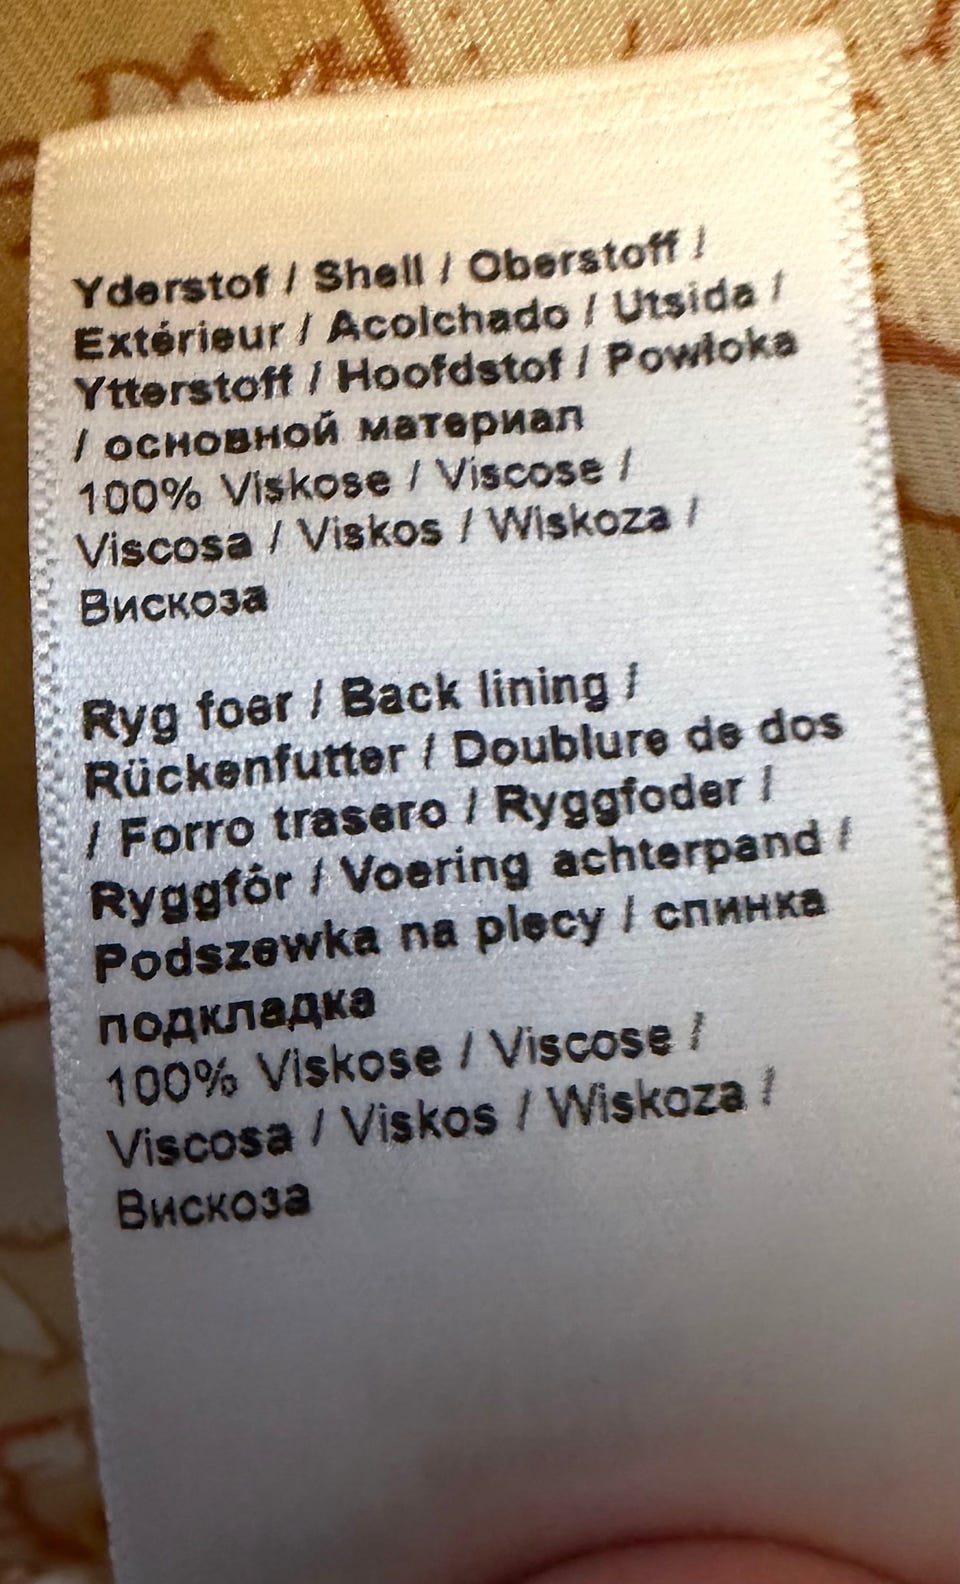 Yderstof / Shell / Oberstoff /
Extérieur / Acolchado / Utsida /
Ytterstoff / Hoofdstof / Powłoka
/ основной материал
100% Viskose / Viscose /
Viscosa / Viskos / Wiskoza /
Вискоза
Ryg foer / Back lining /
Rückenfutter / Doublure de dos
/ Forro trasero / Ryggfoder /
Ryggfór / Voering achterpand /
Podszewka na plecy / спинка
подкладка
100% Viskose / Viscose /
Viscosa / Viskos / Wiskoza /
Вискоза